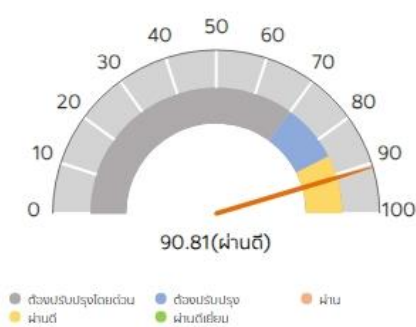 50
40 60
30 70
20 80
10 90
0 100
90.81(ผ่านดี)
ต้องปรับปรุงโดยด่วน ต้องปรับปรุง ผ่าน
ผ่านดี ผ่านดีเยี่ยม